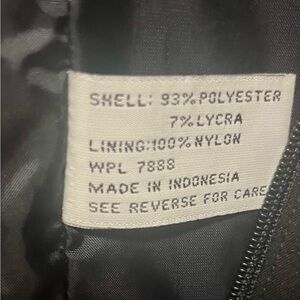 SHELL: 93% POLYESTER
7% LYCRA
LINING:100% NYLON
WPL 7888
MADE IN INDONESIA
SEE REVERSE FOR CARE